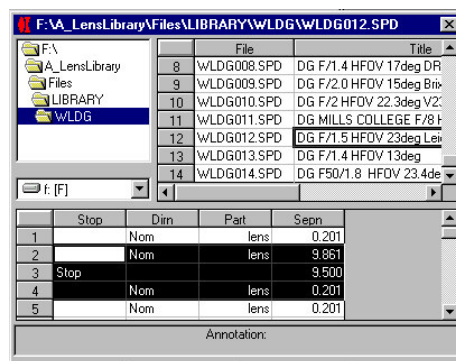 F:\A_LensLibrary\Files\LIBRARY\WLDG\WLDG012.SPD
F:\
A_LensLibrary
Files
LIBRARY
WLDG
f: [F]
File Title
8 WLDG008.SPD DG F/1.4 HFOV 17deg DR
9 WLDG009.SPD DG F/2.0 HFOV 15deg Brix
10 WLDG010.SPD DG F/2 HFOV 22.3deg V2
11 WLDG011.SPD DG MILLS COLLEGE F/8 H
12 WLDG012.SPD DG F/1.5 HFOV 23deg Lei
13 WLDG013.SPD DG F/1.4 HFOV 13deg
14 WLDG014.SPD DG F50/1.8 HFOV 23.4de
Stop Dirn Part Sepn
1 Nom lens 0.201
2 Nom lens 9.861
3 Stop 9.500
4 Nom lens 0.201
5 Nom lens 0.201
Annotation: